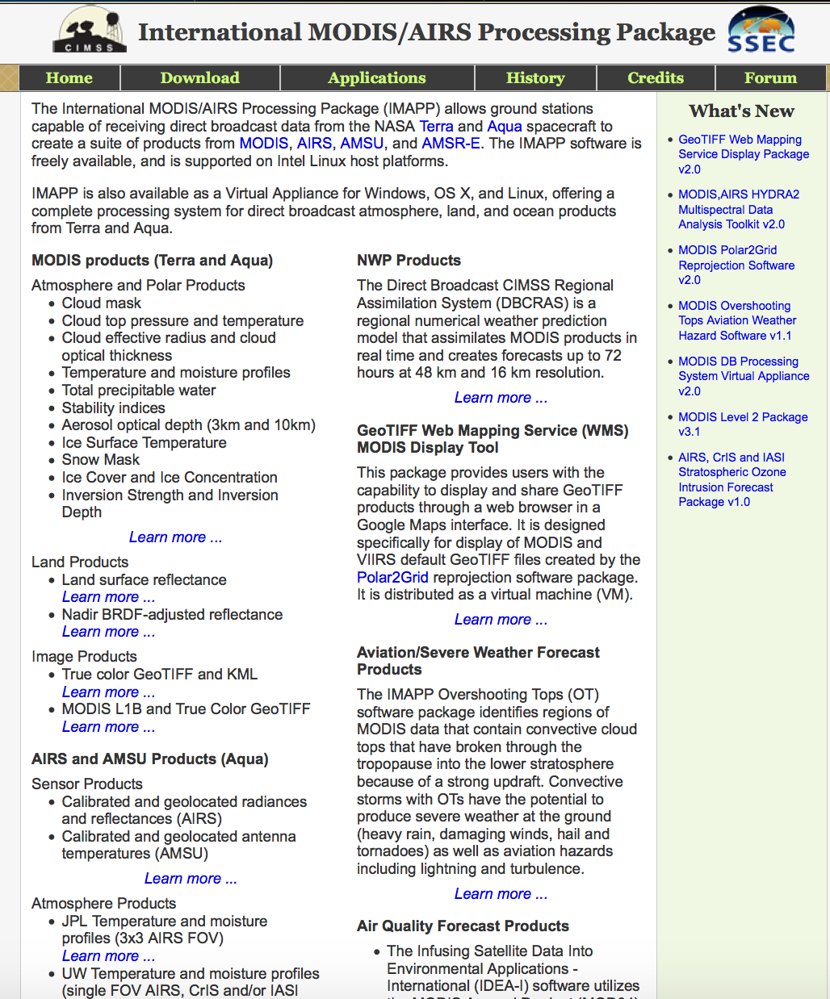 CIMSS
International MODIS/AIRS Processing Package
SSEC
Home
Download
Applications
History
Credits
Forum
The International MODIS/AIRS Processing Package (IMAPP) allows ground stations
capable of receiving direct broadcast data from the NASA Terra and Aqua spacecraft to
create a suite of products from MODIS, AIRS, AMSU, and AMSR-E. The IMAPP software is
freely available, and is supported on Intel Linux host platforms.
IMAPP is also available as a Virtual Appliance for Windows, OS X, and Linux, offering a
complete processing system for direct broadcast atmosphere, land, and ocean products
from Terra and Aqua.
MODIS products (Terra and Aqua)
Atmosphere and Polar Products
• Cloud mask
• Cloud top pressure and temperature
• Cloud effective radius and cloud
optical thickness
• Temperature and moisture profiles
• Total precipitable water
• Stability indices
• Aerosol optical depth (3km and 10km)
• Ice Surface Temperature
• Snow Mask
• Ice Cover and Ice Concentration
• Inversion Strength and Inversion
Depth
Learn more ...
Land Products
• Land surface reflectance
Learn more ...
• Nadir BRDF-adjusted reflectance
Learn more ...
Image Products
• True color GeoTIFF and KML
Learn more ...
• MODIS L1B and True Color GeoTIFF
Learn more ...
AIRS and AMSU Products (Aqua)
Sensor Products
• Calibrated and geolocated radiances
and reflectances (AIRS)
• Calibrated and geolocated antenna
temperatures (AMSU)
Learn more ...
Atmosphere Products
• JPL Temperature and moisture
profiles (3x3 AIRS FOV)
Learn more ...
• UW Temperature and moisture profiles
(single FOV AIRS, CrIS and/or IASI
NWP Products
The Direct Broadcast CIMSS Regional
Assimilation System (DBCRAS) is a
regional numerical weather prediction
model that assimilates MODIS products in
real time and creates forecasts up to 72
hours at 48 km and 16 km resolution.
Learn more ...
GeoTIFF Web Mapping Service (WMS)
MODIS Display Tool
This package provides users with the
capability to display and share GeoTIFF
products through a web browser in a
Google Maps interface. It is designed
specifically for display of MODIS and
VIIRS default GeoTIFF files created by the
Polar2Grid reprojection software package.
It is distributed as a virtual machine (VM).
Learn more ...
Aviation/Severe Weather Forecast
Products
The IMAPP Overshooting Tops (OT)
software package identifies regions of
MODIS data that contain convective cloud
tops that have broken through the
tropopause into the lower stratosphere
because of a strong updraft. Convective
storms with OTs have the potential to
produce severe weather at the ground
(heavy rain, damaging winds, hail and
tornadoes) as well as aviation hazards
including lightning and turbulence.
Learn more ...
Air Quality Forecast Products
• The Infusing Satellite Data Into
Environmental Applications -
International (IDEA-I) software utilizes
What's New
• GeoTIFF Web Mapping
Service Display Package
v2.0
• MODIS,AIRS HYDRA2
Multispectral Data
Analysis Toolkit v2.0
• MODIS Polar2Grid
Reprojection Software
v2.0
• MODIS Overshooting
Tops Aviation Weather
Hazard Software v1.1
• MODIS DB Processing
System Virtual Appliance
v2.0
• MODIS Level 2 Package
v3.1
• AIRS, CrIS and IASI
Stratospheric Ozone
Intrusion Forecast
Package v1.0